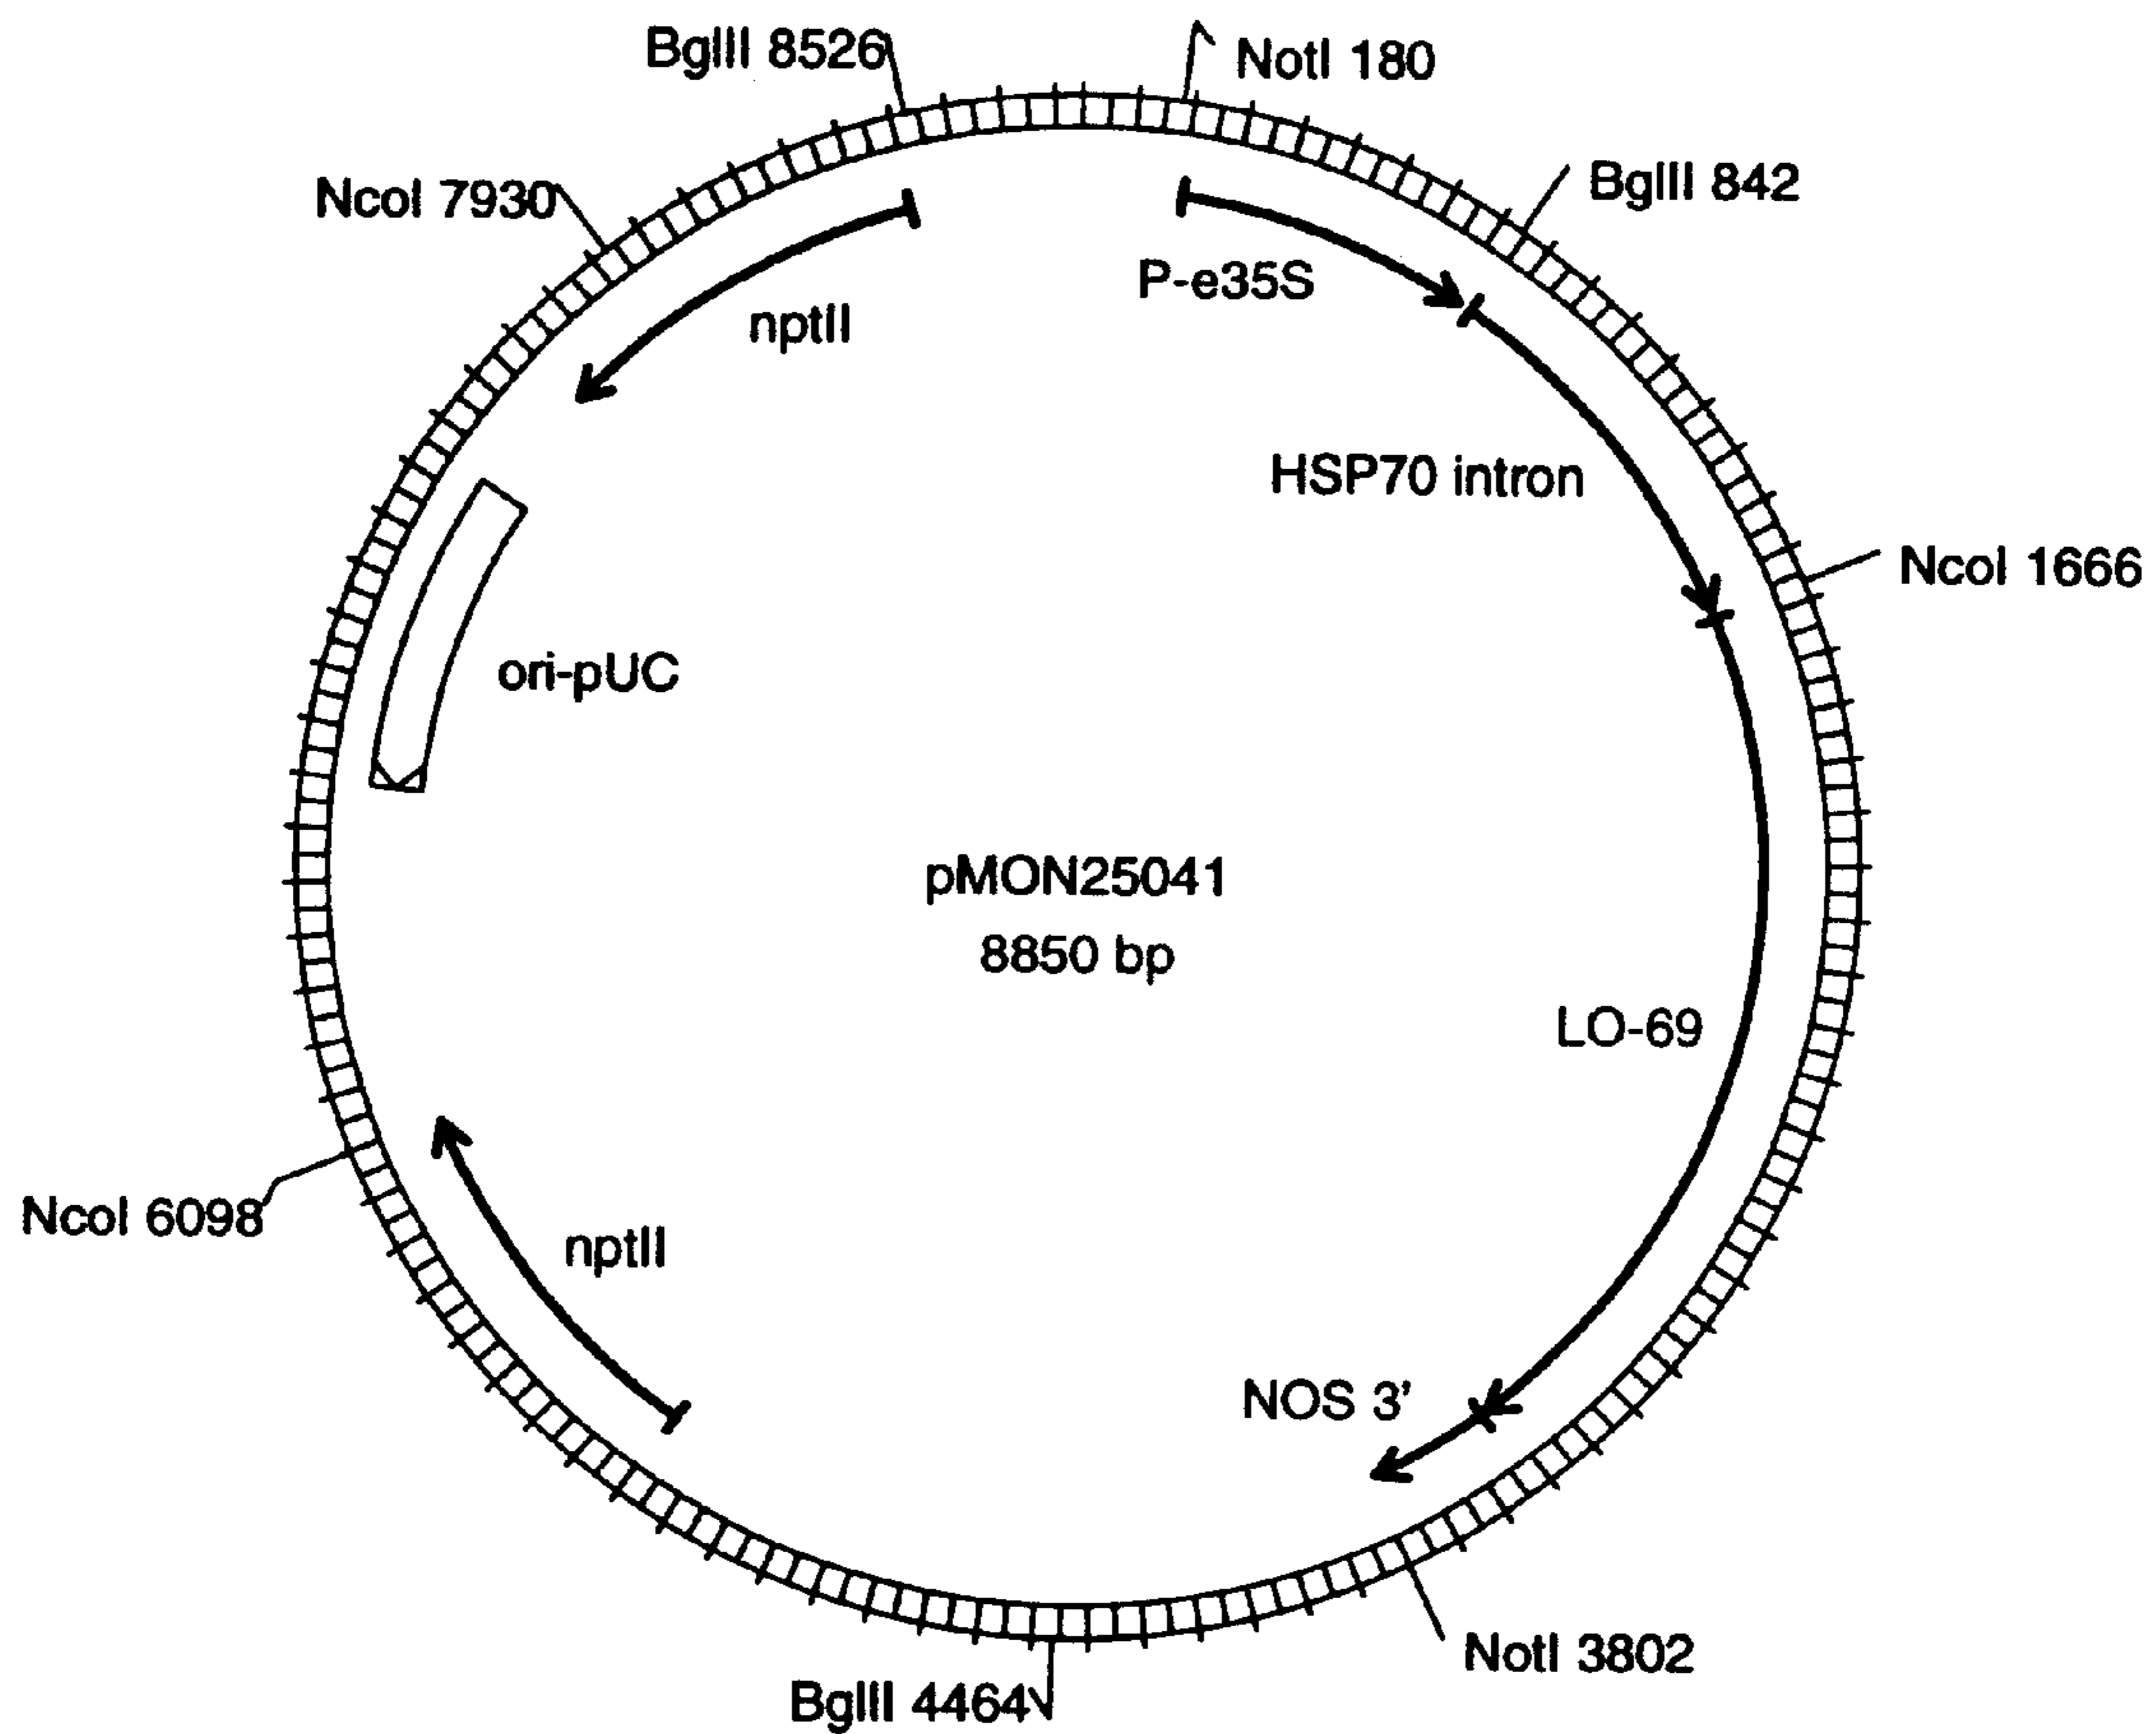 BglII 8526
NotI 180
NcoI 7930
BglII 842
P-e35S
nptII
HSP70 intron
NcoI 1666
ori-pUC
pMON25041
8850 bp
LO-69
NcoI 6098
nptII
NOS 3'
NotI 3802
BglII 4464